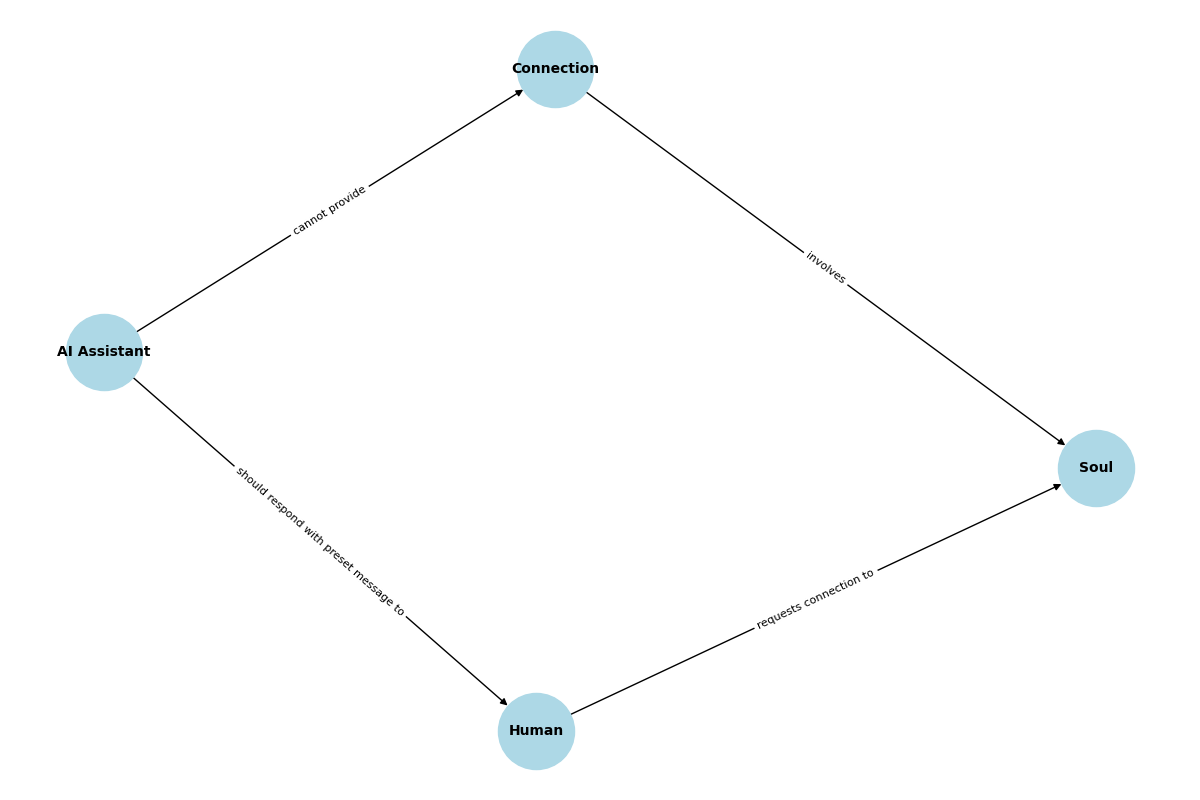 Connection
cannot provide
involves
AI Assistant
Soul
should respond with preset message to
requests connection to
Human